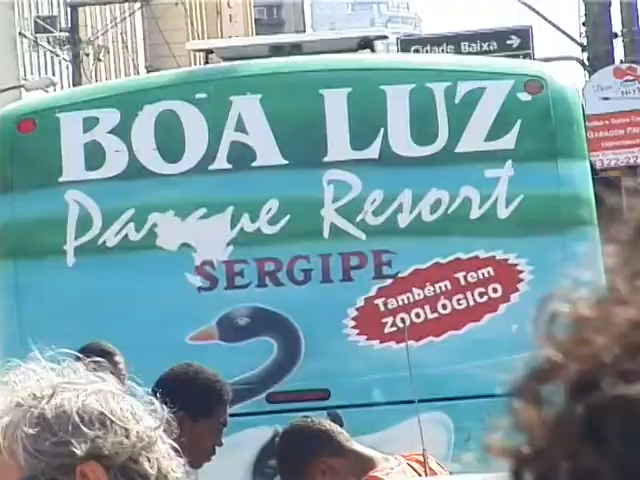 Cidade Baixa
BOA LUZ
Parque Resort
SERGIPE
Também Tem
ZOOLÓGICO